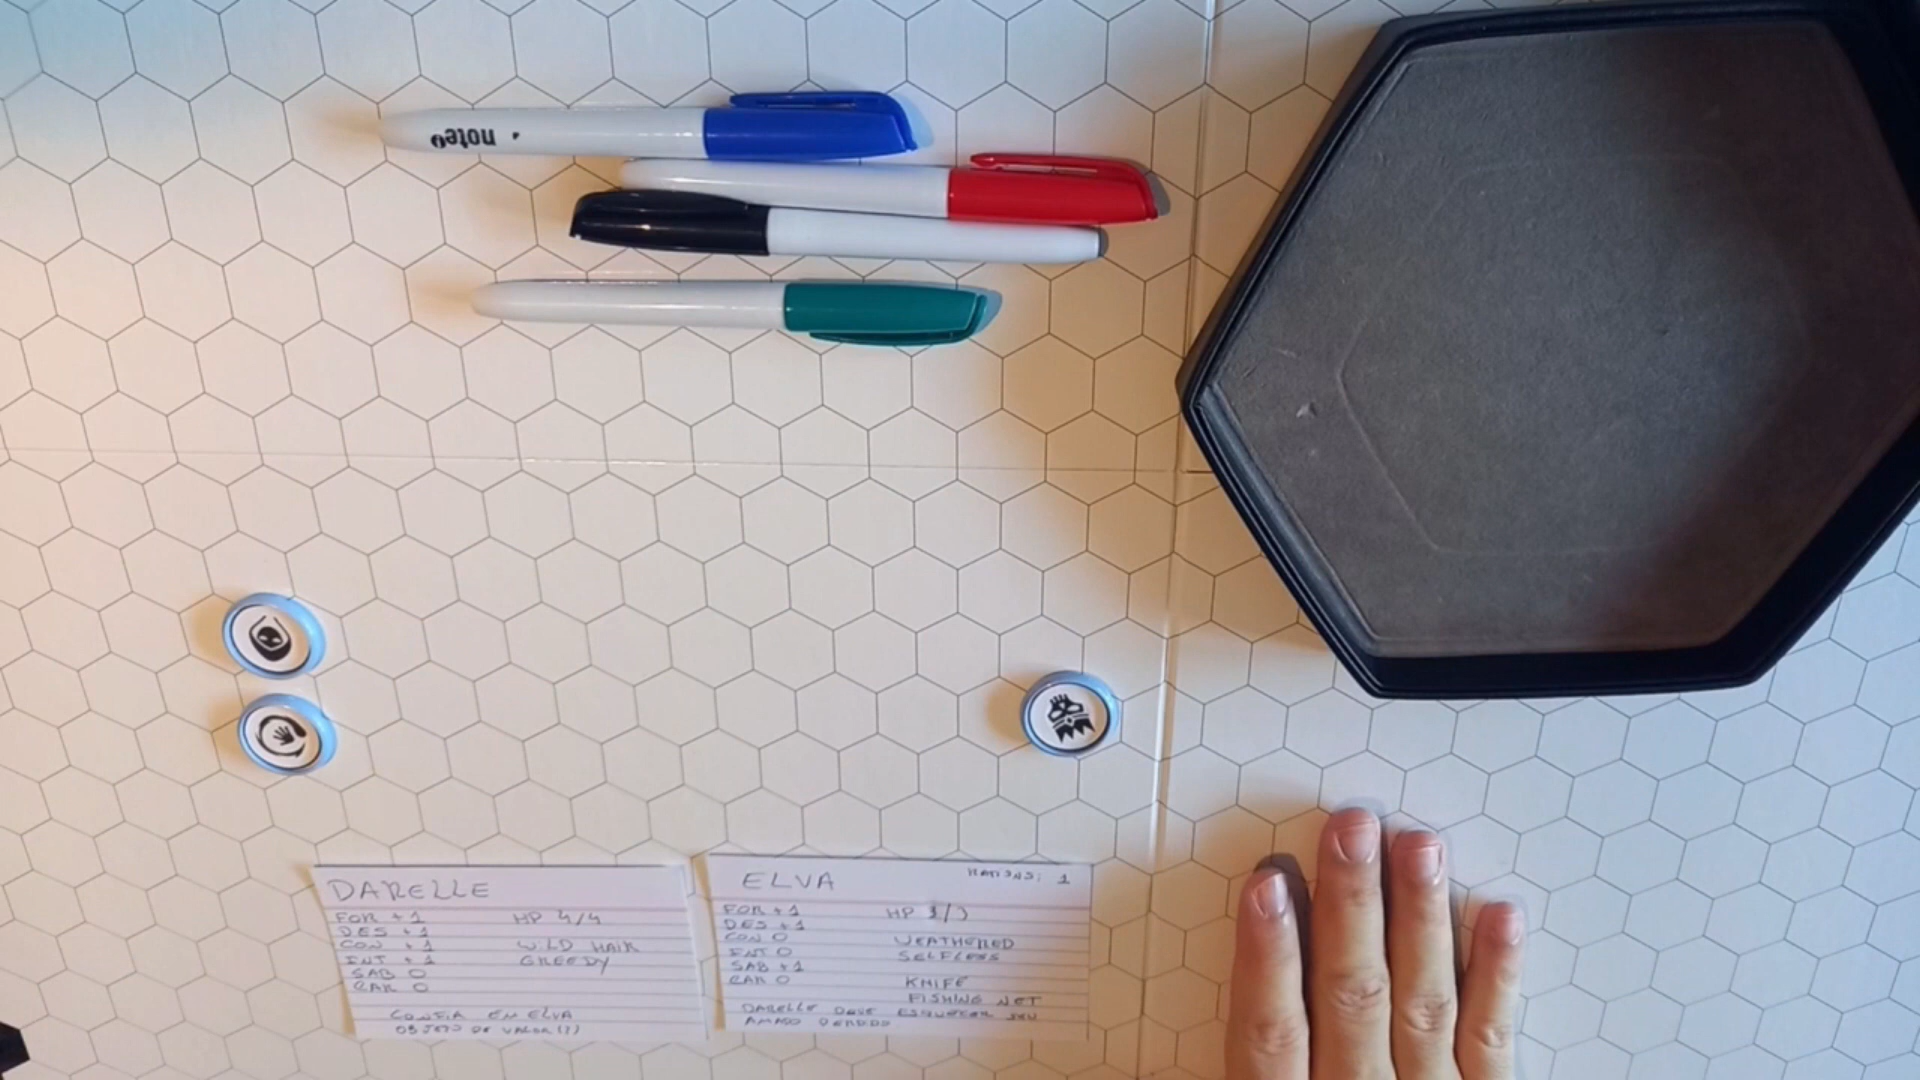 note
DARELLE
FOR +1 HP 4/4
DES +1
CON +1 WILD HAIR
INT +1 GREEDY
SAB 0
CAR 0
CONFIA EM ELVA
OBJETO DE VALOR(?)
ELVA RATIONS: 1
FOR +1 HP
DES +1
CON 0 WEATHERED
INT 0 SELFLESS
SAB +1
CAR 0 KNIFE
FISHING NET
DARELLE DEVE ESQUECER SEU
AMIGO PERDIDO